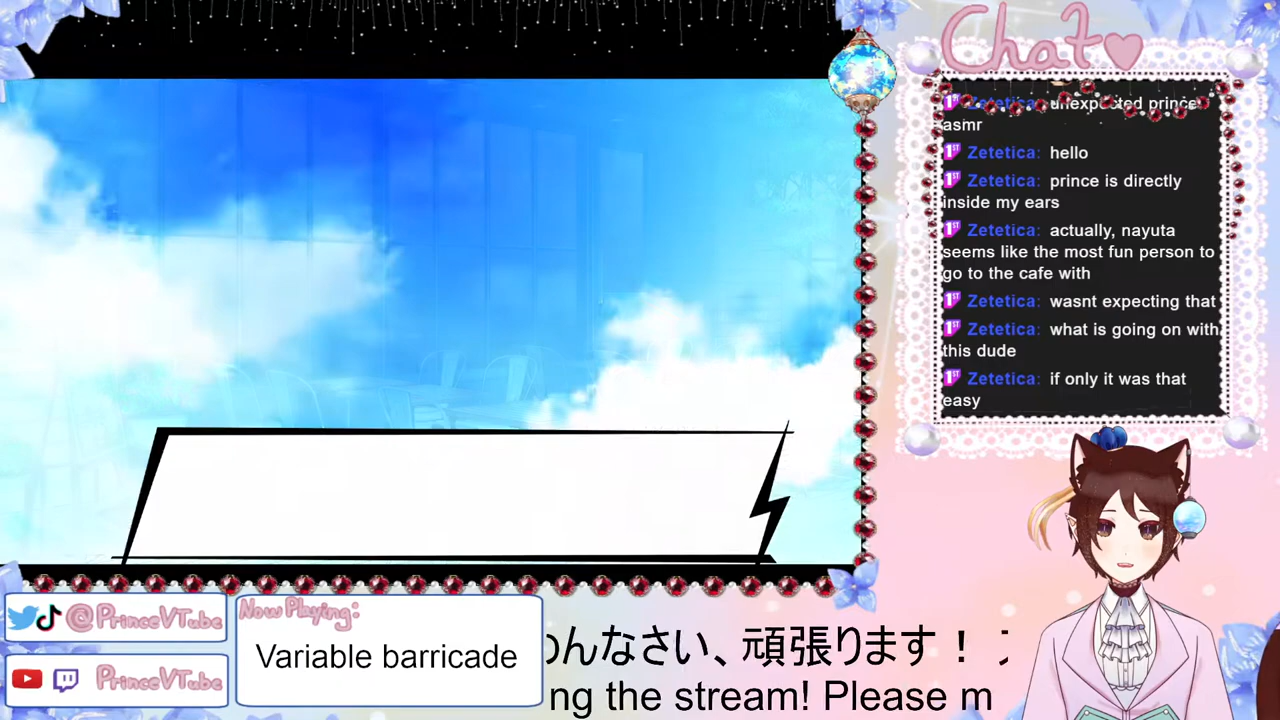 Chat
Zetetica: unexpected prince
asmr
Zetetica: hello
Zetetica: prince is directly
inside my ears
Zetetica: actually, nayuta
seems like the most fun person to
go to the cafe with
Zetetica: wasnt expecting that
Zetetica: what is going on with
this dude
Zetetica: if only it was that
easy
@PrinceVTube
PrinceVTube
Now Playing:
Variable barricade
んなさい、頑張ります!
ng the stream! Please m